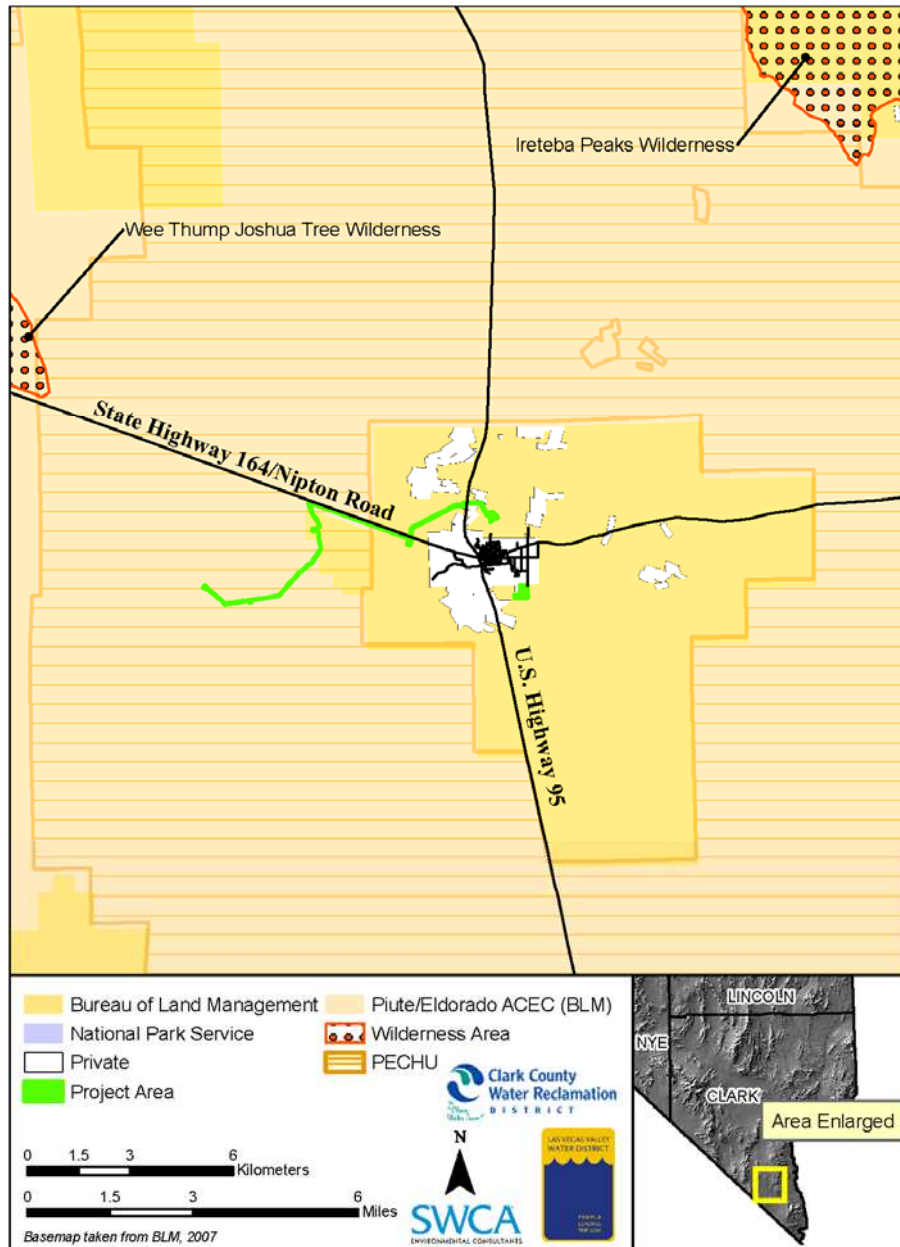 Ireteba Peaks Wilderness
Wee Thump Joshua Tree Wilderness
State Highway 164/Nipton Road
U.S. Highway 95
Bureau of Land Management
National Park Service
Private
Project Area
Piute/Eldorado ACEC (BLM)
Wilderness Area
PECHU
Clark County
Water Reclamation
DISTRICT
0 1.5 3 6
Kilometers
0 1.5 3 6
Miles
Basemap taken from BLM, 2007
N
SWCA
ENVIRONMENTAL CONSULTANTS
LAS VEGAS VALLEY
WATER DISTRICT
LINCOLN
NYE
CLARK
Area Enlarged